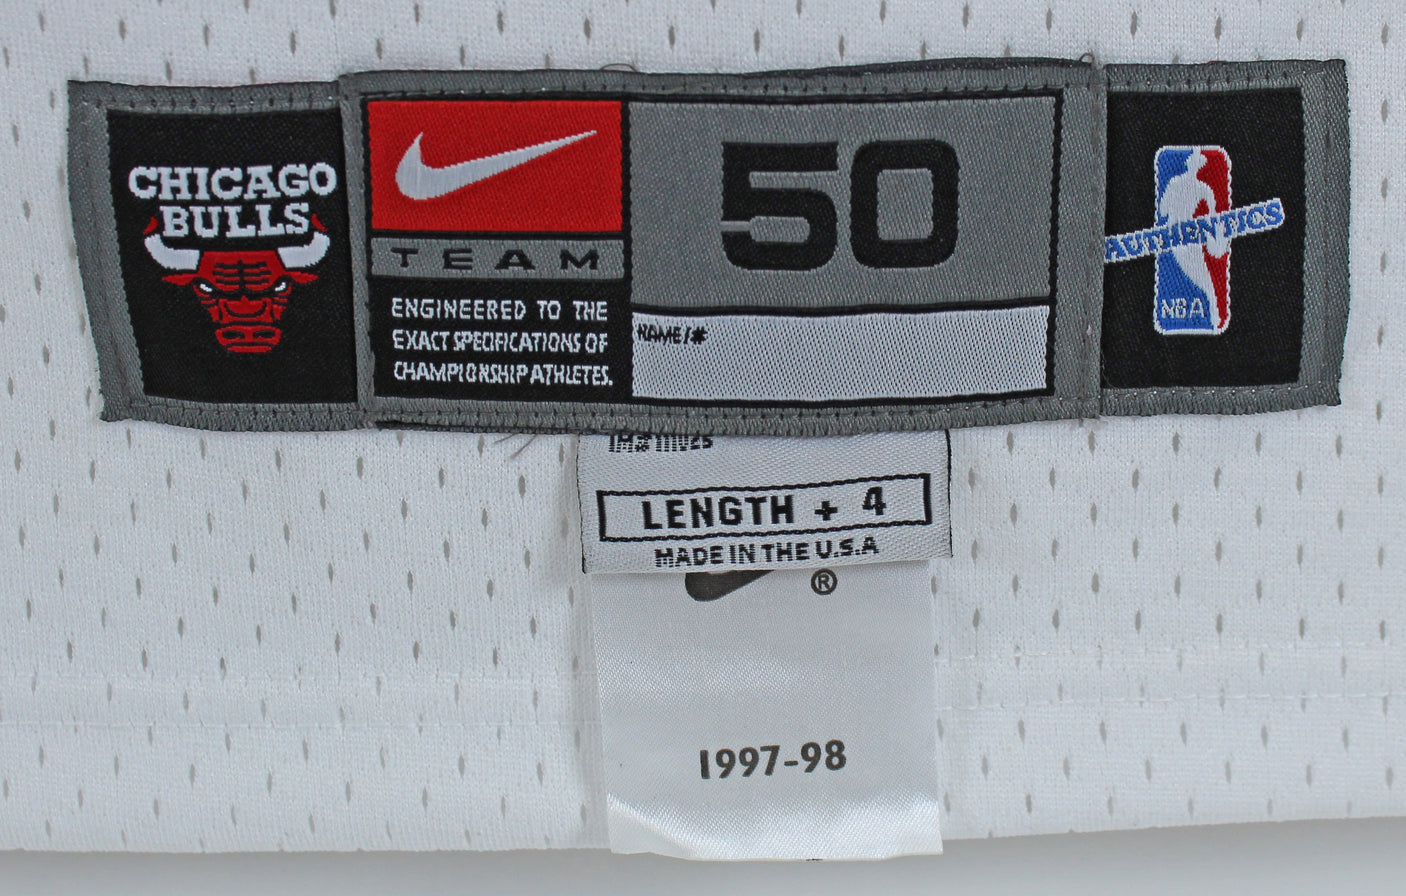 CHICAGO
BULLS
TEAM
ENGINEERED TO THE
EXACT SPECIFICATIONS OF
CHAMPIONSHIP ATHLETES.
50
NAME/#
AUTHENTICS
NBA
LENGTH + 4
MADE IN THE U.S.A
®
1997-98